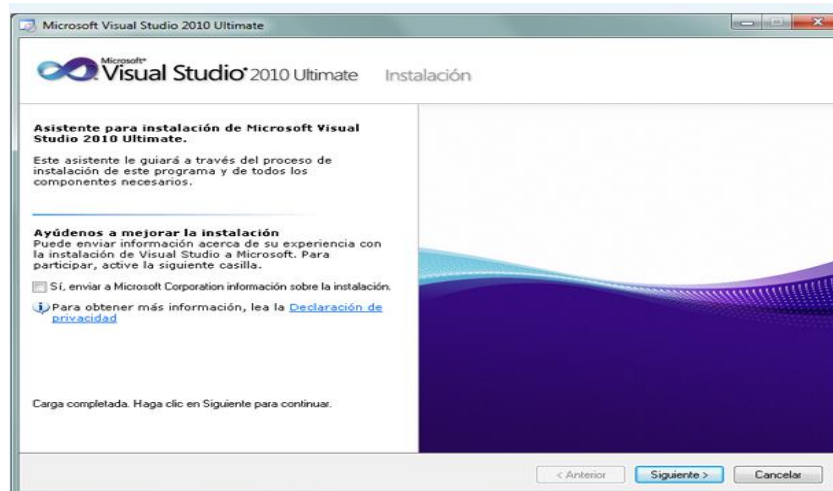 Microsoft Visual Studio 2010 Ultimate
Microsoft®
Visual Studio® 2010 Ultimate Instalación
Asistente para instalación de Microsoft Visual
Studio 2010 Ultimate.
Este asistente le guiará a través del proceso de
instalación de este programa y de todos los
componentes necesarios.
Ayúdenos a mejorar la instalación
Puede enviar información acerca de su experiencia con
la instalación de Visual Studio a Microsoft. Para
participar, active la siguiente casilla.
Sí, enviar a Microsoft Corporation información sobre la instalación.
Para obtener más información, lea la Declaración de
privacidad
Carga completada. Haga clic en Siguiente para continuar.
< Anterior Siguiente > Cancelar